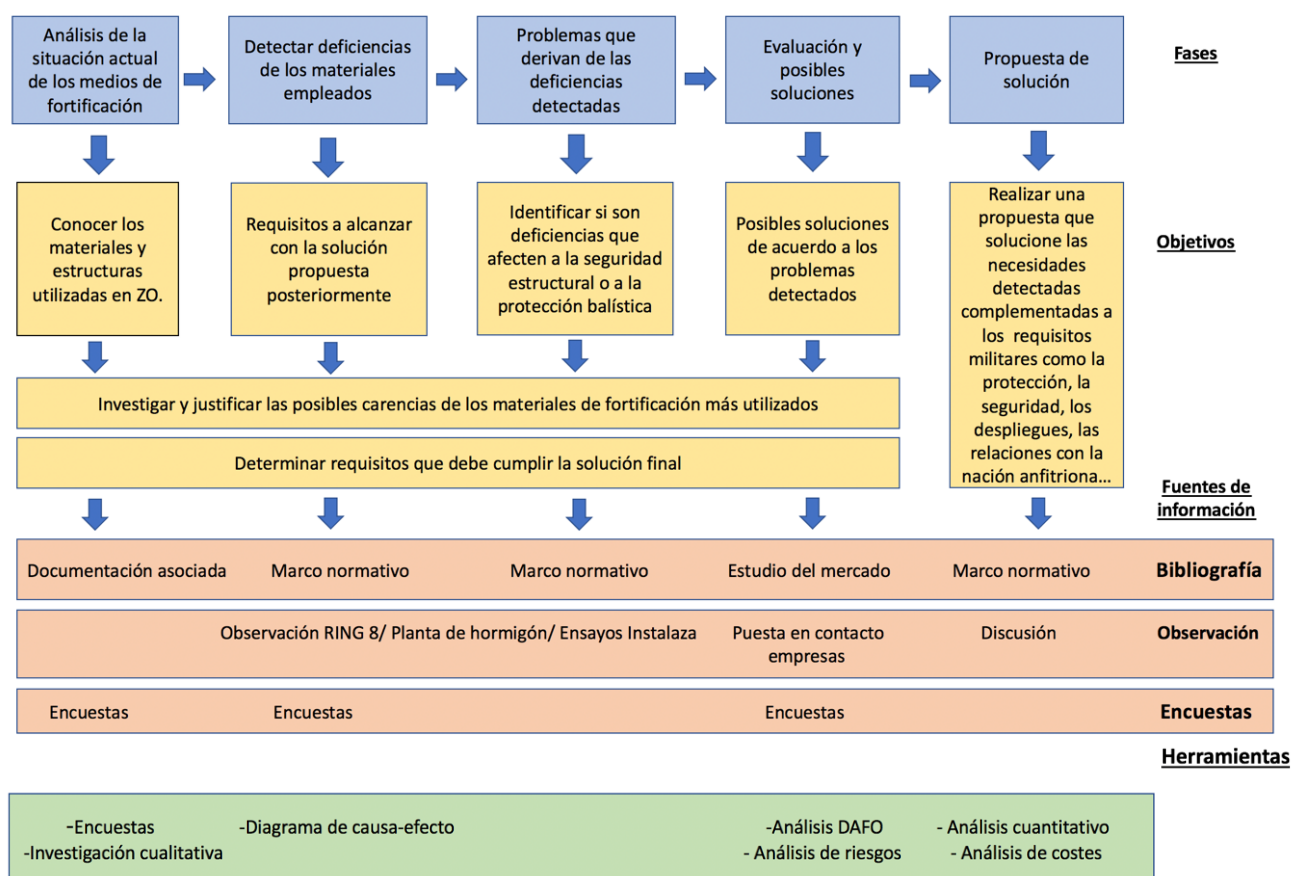 Análisis de la
situación actual
de los medios de
fortificación
Detectar deficiencias
de los materiales
empleados
Problemas que
derivan de las
deficiencias
detectadas
Evaluación y
posibles
soluciones
Propuesta de
solución
Fases
Conocer los
materiales y
estructuras
utilizadas en ZO.
Requisitos a alcanzar
con la solución
propuesta
posteriormente
Identificar si son
deficiencias que
afecten a la seguridad
estructural o a la
protección balística
Posibles soluciones
de acuerdo a los
problemas
detectados
Realizar una
propuesta que
solucione las
necesidades
detectadas
complementadas a
los requisitos
militares como la
protección, la
seguridad, los
despliegues, las
relaciones con la
nación anfitriona...
Objetivos
Investigar y justificar las posibles carencias de los materiales de fortificación más utilizados
Determinar requisitos que debe cumplir la solución final
Fuentes de
información
Documentación asociada
Marco normativo
Marco normativo
Estudio del mercado
Marco normativo
Bibliografía
Observación RING 8/ Planta de hormigón/ Ensayos Instalaza
Puesta en contacto
empresas
Discusión
Observación
Encuestas
Encuestas
Encuestas
Encuestas
Herramientas
-Encuestas
-Investigación cualitativa
-Diagrama de causa-efecto
-Análisis DAFO
- Análisis de riesgos
- Análisis cuantitativo
- Análisis de costes